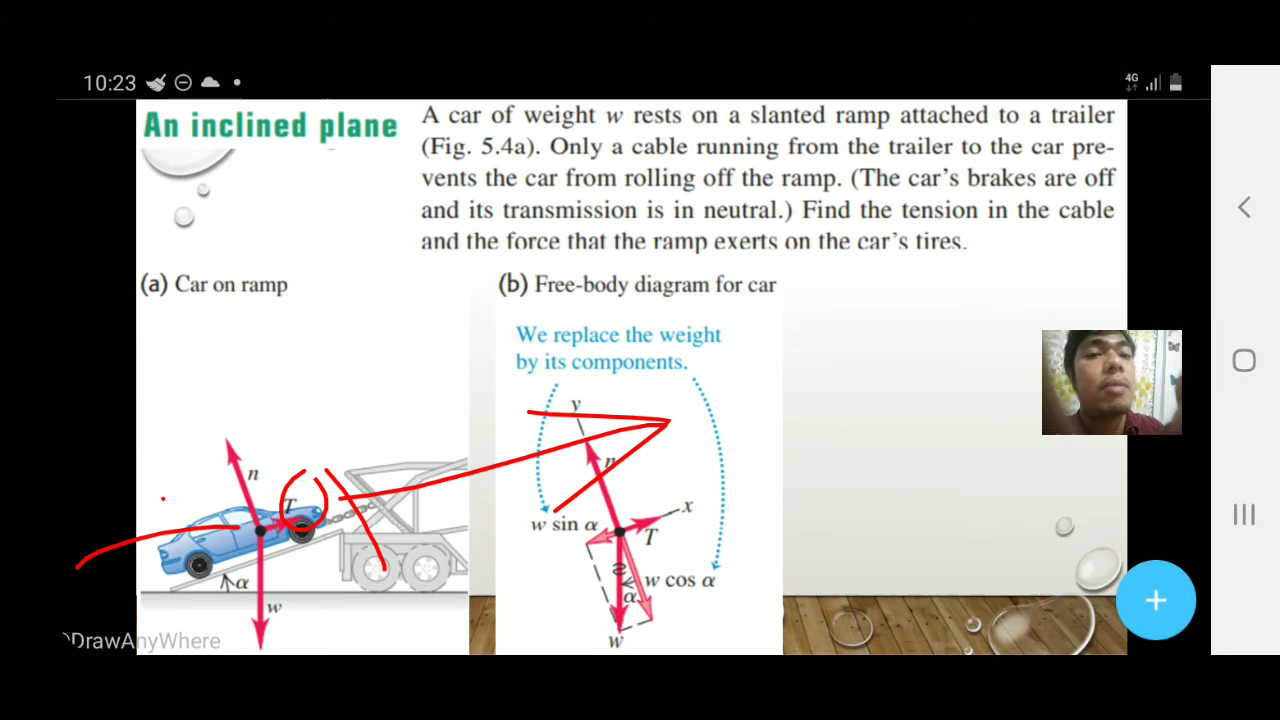 10:23
4G
An inclined plane
A car of weight w rests on a slanted ramp attached to a trailer
(Fig. 5.4a). Only a cable running from the trailer to the car pre-
vents the car from rolling off the ramp. (The car's brakes are off
and its transmission is in neutral.) Find the tension in the cable
and the force that the ramp exerts on the car's tires.
(a) Car on ramp
(b) Free-body diagram for car
We replace the weight
by its components.
y
n
n
T
x
w sin α
T
α
w cos α
α
w
w
DrawAnyWhere